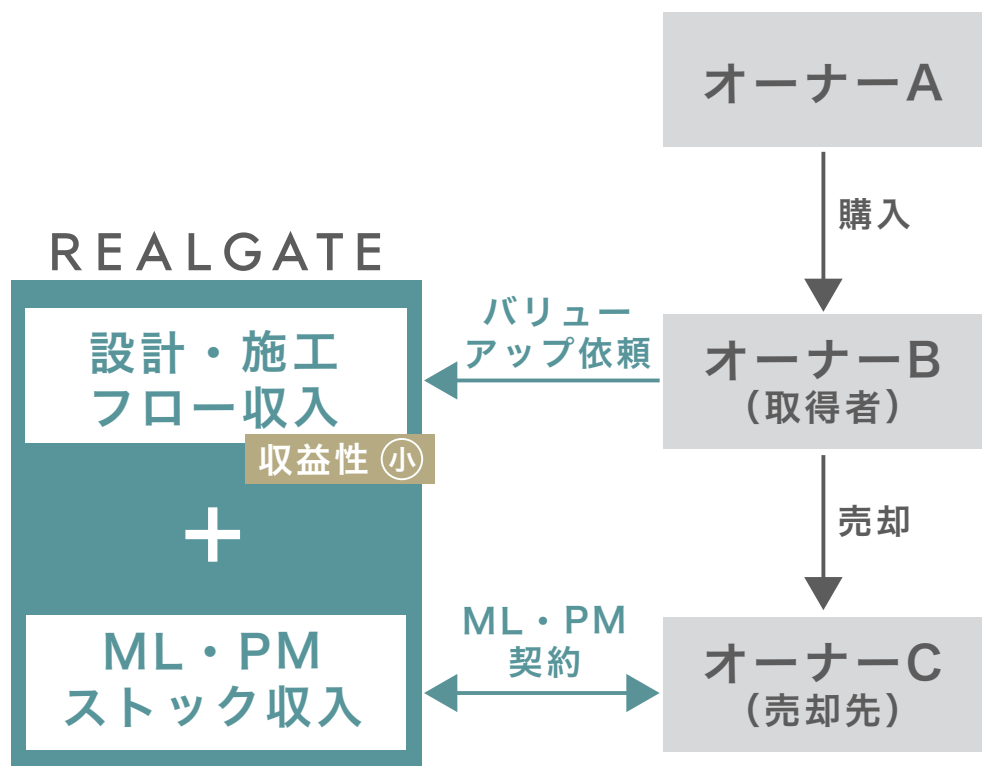 オーナーA
購入
REALGATE
設計・施工
フロー収入
収益性 小
バリュー
アップ依頼
オーナーB
（取得者）
売却
+
ML・PM
ストック収入
ML・PM
契約
オーナーC
（売却先）